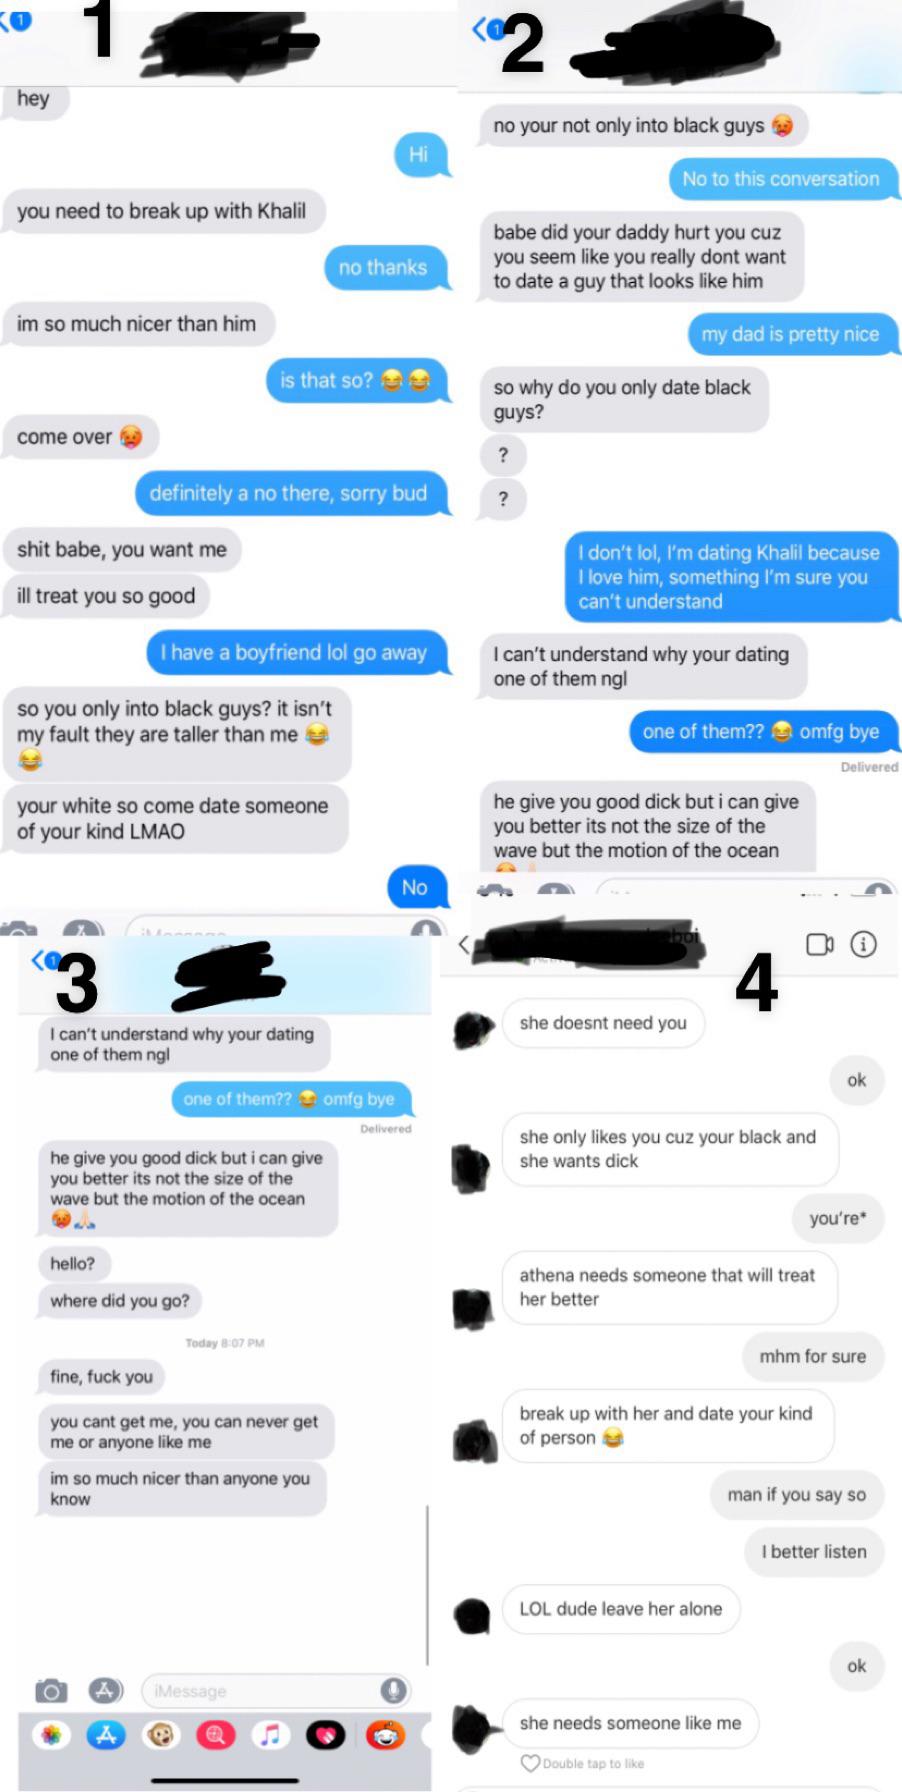 1
1
hey
Hi
you need to break up with Khalil
no thanks
im so much nicer than him
is that so? 😂 😂
come over 🥵
definitely a no there, sorry bud
shit babe, you want me
ill treat you so good
I have a boyfriend lol go away
so you only into black guys? it isn't
my fault they are taller than me 😂
😂
your white so come date someone
of your kind LMAO
No
iMessage
1
2
no your not only into black guys 🥵
No to this conversation
babe did your daddy hurt you cuz
you seem like you really dont want
to date a guy that looks like him
my dad is pretty nice
so why do you only date black
guys?
?
?
I don't lol, I'm dating Khalil because
I love him, something I'm sure you
can't understand
I can't understand why your dating
one of them ngl
one of them?? 😂 omfg bye
Delivered
he give you good dick but i can give
you better its not the size of the
wave but the motion of the ocean
1
3
I can't understand why your dating
one of them ngl
one of them?? 😂 omfg bye
Delivered
he give you good dick but i can give
you better its not the size of the
wave but the motion of the ocean
🥵🙏🏻
hello?
where did you go?
Today 8:07 PM
fine, fuck you
you cant get me, you can never get
me or anyone like me
im so much nicer than anyone you
know
iMessage
4
she doesnt need you
ok
she only likes you cuz your black and
she wants dick
you're*
athena needs someone that will treat
her better
mhm for sure
break up with her and date your kind
of person 😂
man if you say so
I better listen
LOL dude leave her alone
ok
she needs someone like me
Double tap to like